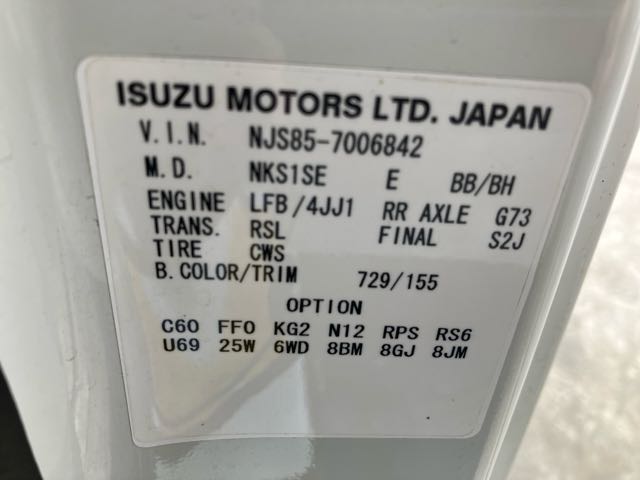 ISUZU MOTORS LTD. JAPAN
V.I.N. NJS85-7006842
M.D. NKS1SE E BB/BH
ENGINE LFB/4JJ1 RR AXLE G73
TRANS. RSL FINAL S2J
TIRE CWS
B.COLOR/TRIM 729/155
OPTION
C60 FF0 KG2 N12 RPS RS6
U69 25W 6WD 8BM 8GJ 8JM